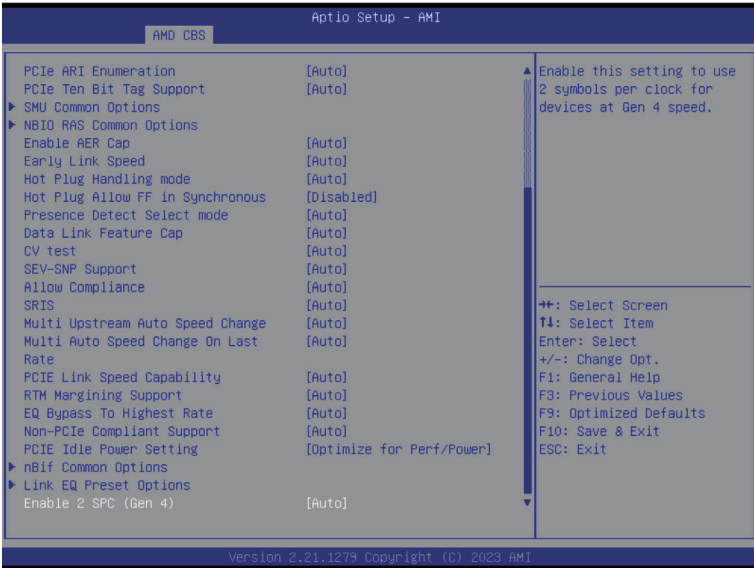 Aptio Setup - AMI
AMD CBS
PCIe ARI Enumeration [Auto]
PCIe Ten Bit Tag Support [Auto]
SMU Common Options
NBIO RAS Common Options
Enable AER Cap [Auto]
Early Link Speed [Auto]
Hot Plug Handling mode [Auto]
Hot Plug Allow FF in Synchronous [Disabled]
Presence Detect Select mode [Auto]
Data Link Feature Cap [Auto]
CV test [Auto]
SEV-SNP Support [Auto]
Allow Compliance [Auto]
SRIS [Auto]
Multi Upstream Auto Speed Change [Auto]
Multi Auto Speed Change On Last [Auto]
Rate
PCIE Link Speed Capability [Auto]
RTM Margining Support [Auto]
EQ Bypass To Highest Rate [Auto]
Non-PCIe Compliant Support [Auto]
PCIE Idle Power Setting [Optimize for Perf/Power]
nBif Common Options
Link EQ Preset Options
Enable 2 SPC (Gen 4) [Auto]
Enable this setting to use
2 symbols per clock for
devices at Gen 4 speed.
→←: Select Screen
↑↓: Select Item
Enter: Select
+/-: Change Opt.
F1: General Help
F3: Previous Values
F9: Optimized Defaults
F10: Save & Exit
ESC: Exit
Version 2.21.1279 Copyright (C) 2023 AMI